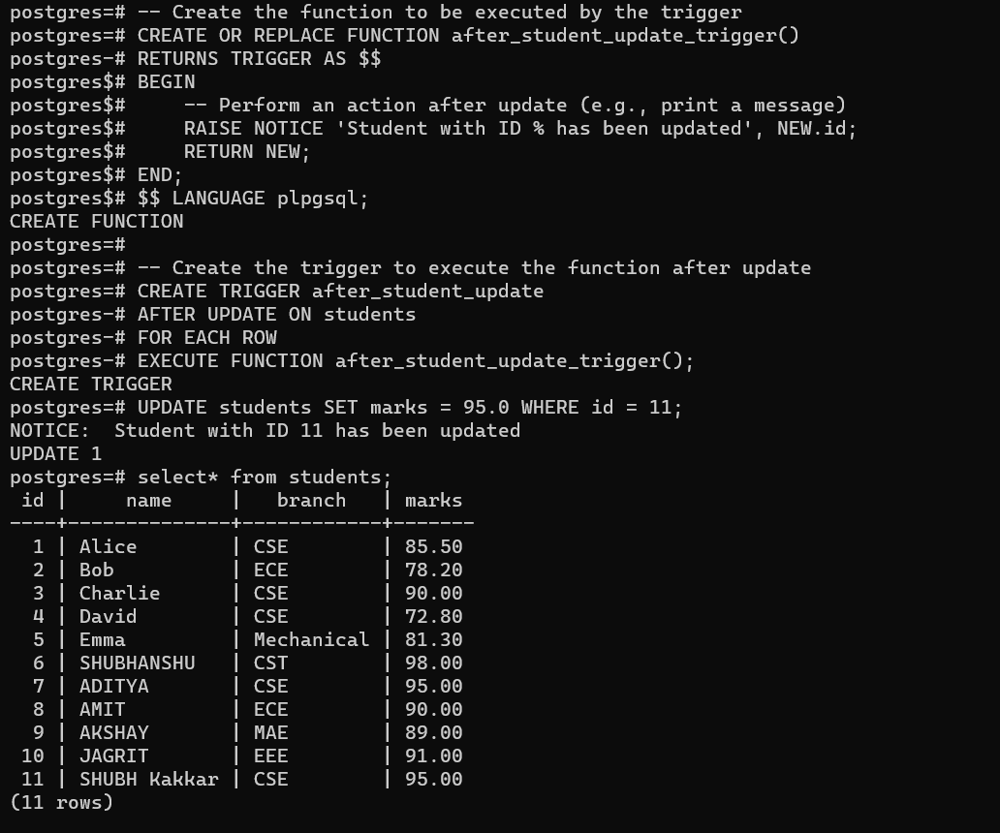 postgres=# -- Create the function to be executed by the trigger
postgres=# CREATE OR REPLACE FUNCTION after_student_update_trigger()
postgres-# RETURNS TRIGGER AS $$
postgres$# BEGIN
postgres$#     -- Perform an action after update (e.g., print a message)
postgres$#     RAISE NOTICE 'Student with ID % has been updated', NEW.id;
postgres$#     RETURN NEW;
postgres$# END;
postgres$# $$ LANGUAGE plpgsql;
CREATE FUNCTION
postgres=#
postgres=# -- Create the trigger to execute the function after update
postgres=# CREATE TRIGGER after_student_update
postgres-# AFTER UPDATE ON students
postgres-# FOR EACH ROW
postgres-# EXECUTE FUNCTION after_student_update_trigger();
CREATE TRIGGER
postgres=# UPDATE students SET marks = 95.0 WHERE id = 11;
NOTICE:  Student with ID 11 has been updated
UPDATE 1
postgres=# select* from students;
 id |     name     |   branch   | marks
----+--------------+------------+-------
  1 | Alice        | CSE        | 85.50
  2 | Bob          | ECE        | 78.20
  3 | Charlie      | CSE        | 90.00
  4 | David        | CSE        | 72.80
  5 | Emma         | Mechanical | 81.30
  6 | SHUBHANSHU   | CST        | 98.00
  7 | ADITYA       | CSE        | 95.00
  8 | AMIT         | ECE        | 90.00
  9 | AKSHAY       | MAE        | 89.00
 10 | JAGRIT       | EEE        | 91.00
 11 | SHUBH Kakkar | CSE        | 95.00
(11 rows)